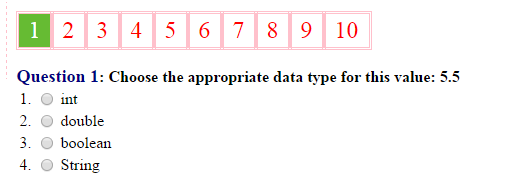 1 2 3 4 5 6 7 8 9 10
Question 1: Choose the appropriate data type for this value: 5.5
1. int
2. double
3. boolean
4. String